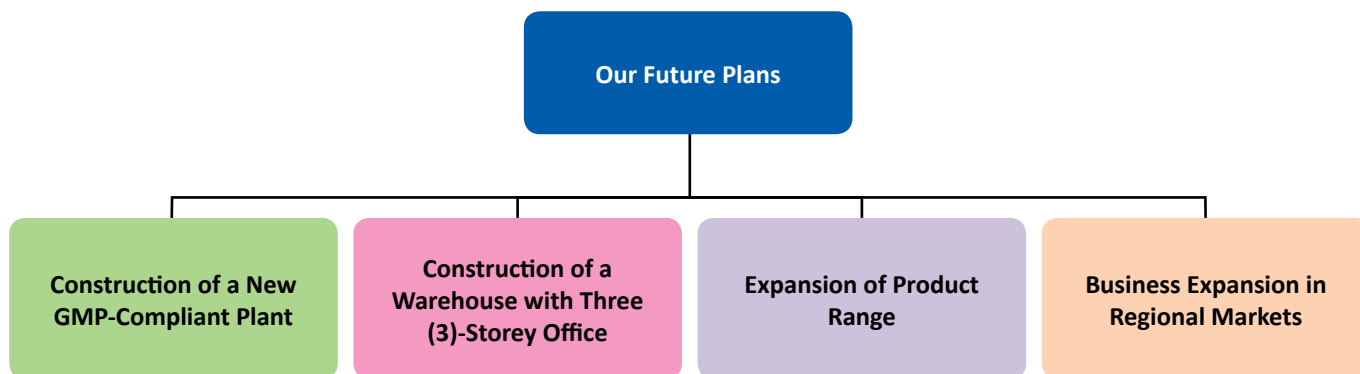 Our Future Plans
Construction of a New
GMP-Compliant Plant
Construction of a
Warehouse with Three
(3)-Storey Office
Expansion of Product
Range
Business Expansion in
Regional Markets